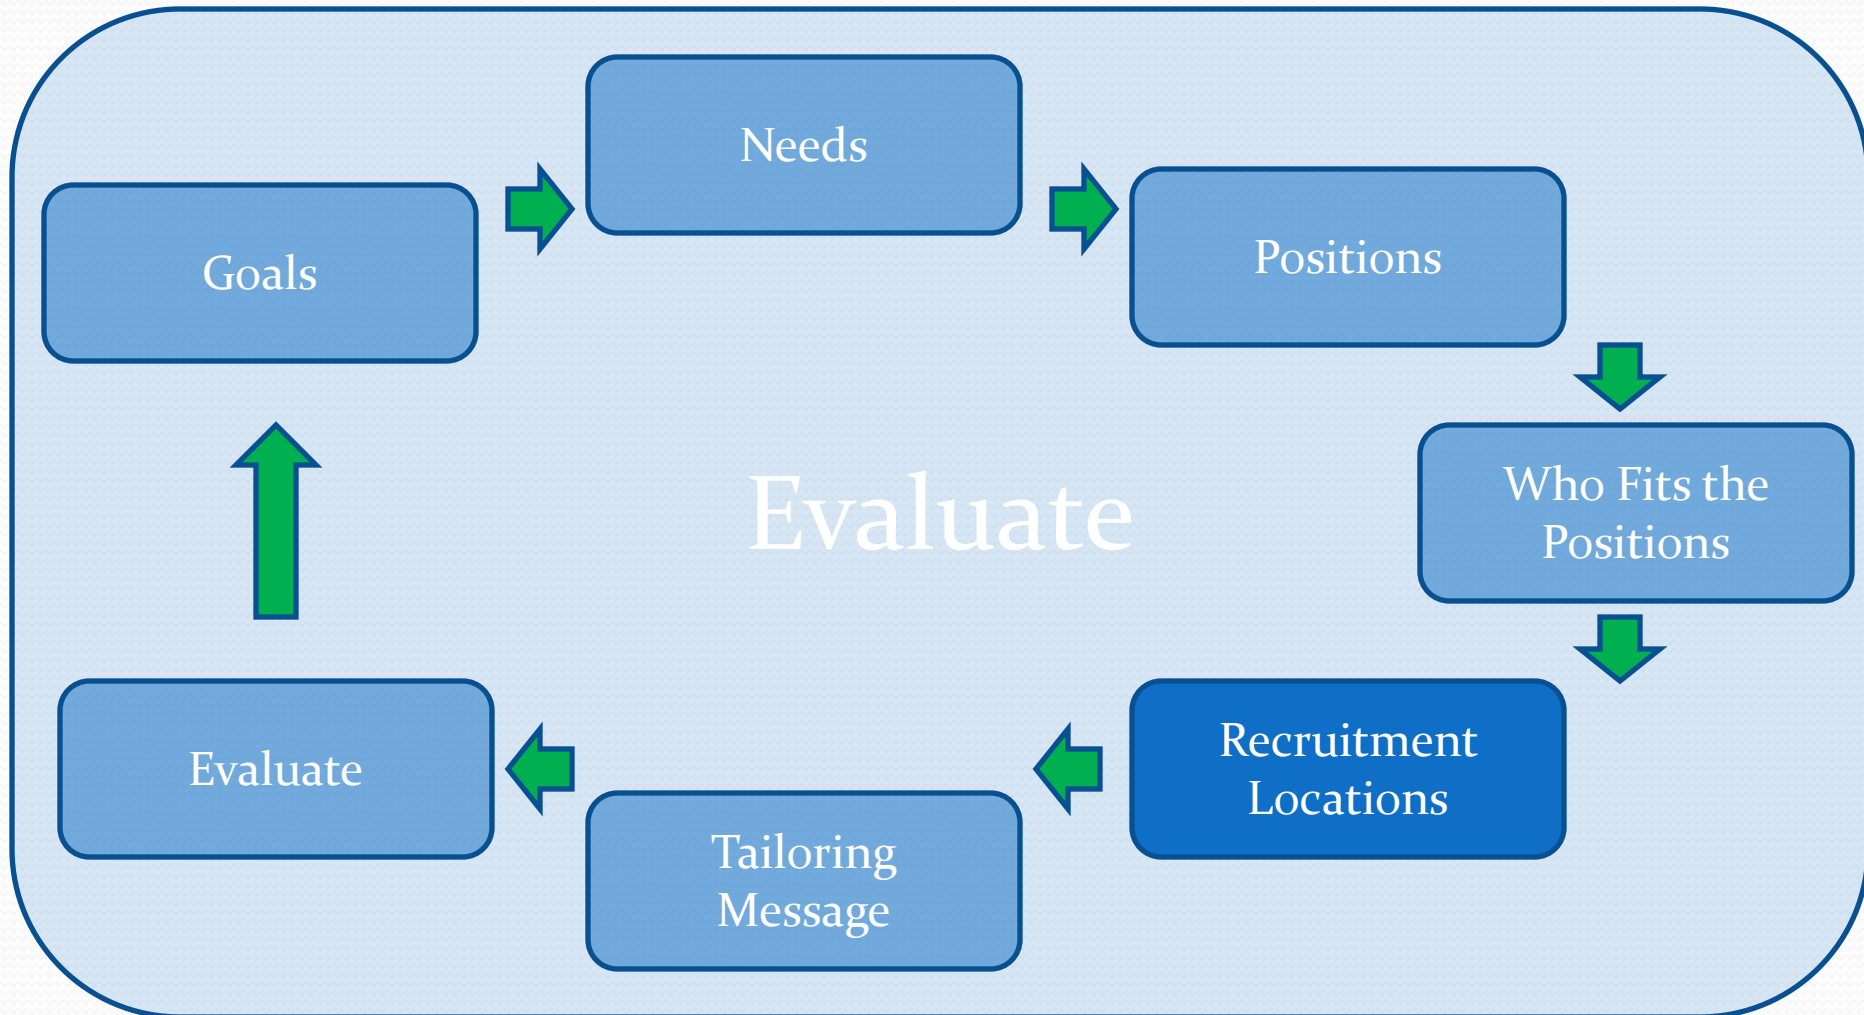 Goals
Needs
Positions
Who Fits the
Positions
Evaluate
Recruitment
Locations
Tailoring
Message
Evaluate